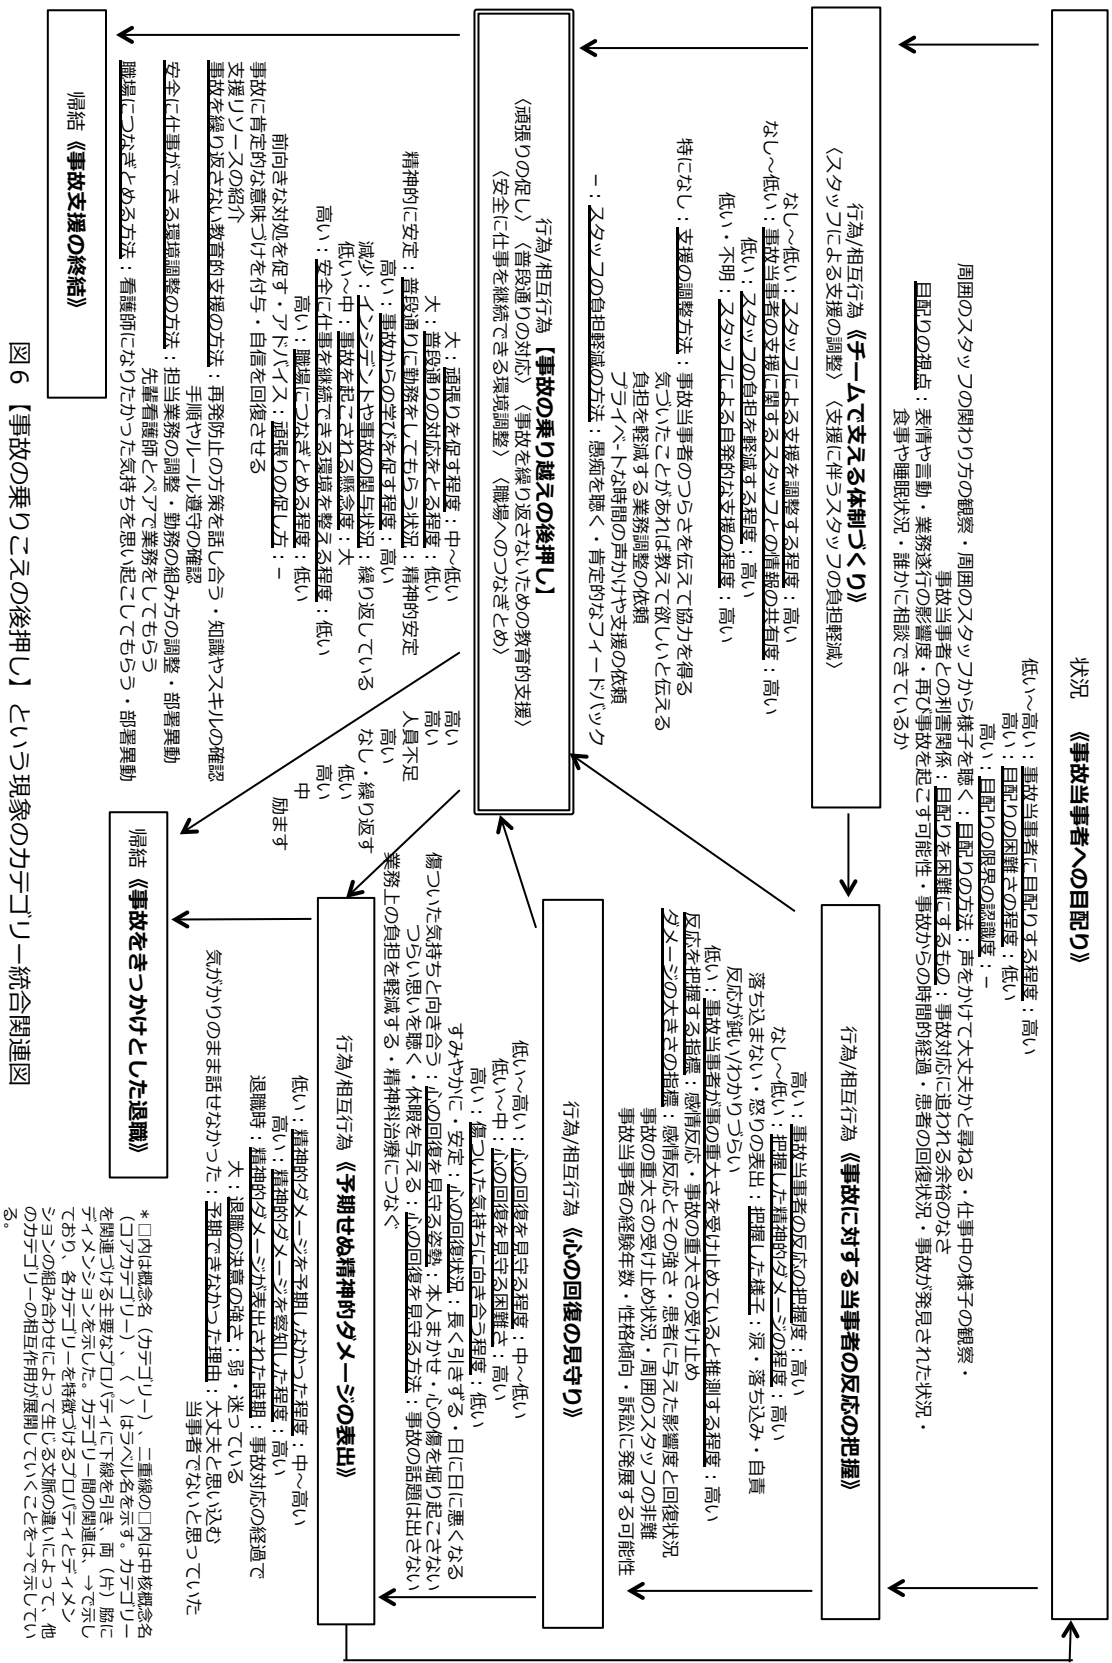 状況 《事故当事者への目配り》
低い～高い：事故当事者に目配りする程度：高い
高い：目配りの困難さの程度：低い
高い：目配りの限界の認識度：－
周囲のスタッフの関わり方の観察・周囲のスタッフから様子を聴く：目配りの方法：声をかけて大丈夫かと尋ねる・仕事中の様子の観察・
事故当事者との利害関係：目配りを困難にするもの：事故対応に追われる余裕のなさ
目配りの視点：表情や言動・業務遂行の影響度・再び事故を起こす可能性・事故からの時間的経過・患者の回復状況・事故が発見された状況・
食事や睡眠状況・誰かに相談できているか
行為/相互行為 《チームで支える体制づくり》
〈スタッフによる支援の調整〉〈支援に伴うスタッフの負担軽減〉
なし～低い：スタッフによる支援を調整する程度：高い
なし～低い：事故当事者の支援に関するスタッフとの情報の共有度：高い
低い：スタッフの負担を軽減する程度：高い
低い・不明：スタッフによる自発的な支援の程度：高い
特になし：支援の調整方法：事故当事者のつらさを伝えて協力を得る
気づいたことがあれば教えて欲しいと伝える
負担を軽減する業務調整の依頼
プライベートな時間の声かけや支援の依頼
－：スタッフの負担軽減の方法：愚痴を聴く・肯定的なフィードバック
行為/相互行為 《事故に対する当事者の反応の把握》
高い：事故当事者の反応の把握度：高い
なし～低い：把握した精神的ダメージの程度：高い
落ち込まない・怒りの表出：把握した様子：涙・落ち込み・自責
反応が鈍い/わかりづらい
低い：事故当事者が事の重大さを受け止めていると推測する程度：高い
反応を把握する指標：感情反応・事故の重大さの受け止め
ダメージの大きさの指標：感情反応とその強さ・患者に与えた影響度と回復状況
事故の重大さの受け止め状況・周囲のスタッフの非難
事故当事者の経験年数・性格傾向・訴訟に発展する可能性
行為/相互行為 【事故の乗り越えの後押し】
〈頑張りの促し〉〈普段通りの対応〉〈事故を繰り返さないための教育的支援〉
〈安全に仕事を継続できる環境調整〉〈職場へのつなぎとめ〉
大：頑張りを促す程度：中～低い
大：普段通りの対応をとる程度：低い
精神的に安定：普段通りに勤務をしてもらう状況：精神的安定
高い：事故からの学びを促す程度：高い
減少：インシデントや事故の関与状況：繰り返している
低い～中：事故を起こされる懸念度：大
高い：安全に仕事を継続できる環境を整える程度：低い
高い：職場につなぎとめる程度：低い
前向きな対処を促す・アドバイス：頑張りの促し方：－
事故に肯定的な意味づけを付与・自信を回復させる
支援リソースの紹介
事故を繰り返さない教育的支援の方法：再発防止の方策を話し合う・知識やスキルの確認
手順やルール遵守の確認
安全に仕事ができる環境調整の方法：担当業務の調整・勤務の組み方の調整・部署異動
先輩看護師とペアで業務をしてもらう
職場につなぎとめる方法：看護師になりたかった気持ちを思い起こしてもらう・部署異動
高い
高い
人員不足
高い
なし・繰り返す
低い
高い
中
励ます
行為/相互行為 《心の回復の見守り》
低い～高い：心の回復を見守る程度：中～低い
低い～中：心の回復を見守る困難さ：高い
高い：傷ついた気持ちに向き合う程度：低い
すみやかに・安定：心の回復状況：長く引きずる・日に日に悪くなる
傷ついた気持ちと向き合う：心の回復を見守る姿勢：本人まかせ・心の傷を掘り起こさない
つらい思いを聴く・休暇を与える：心の回復を見守る方法：事故の話題は出さない
業務上の負担を軽減する・精神科治療につなぐ
行為/相互行為 《予期せぬ精神的ダメージの表出》
低い：精神的ダメージを予期しなかった程度：中～高い
高い：精神的ダメージを察知した程度：高い
退職時：精神的ダメージが表出された時期：事故対応の経過で
大：退職の決意の強さ：弱・迷っている
気がかりのまま話せなかった：予期できなかった理由：大丈夫と思い込む
当事者でないと思っていた
帰結 《事故支援の終結》
帰結 《事故をきっかけとした退職》
＊□内は概念名（カテゴリー）、二重線の□内は中核概念名
（コアカテゴリー）、〈 〉はラベル名を示す。カテゴリー
を関連づける主要なプロパティに下線を引き、両（片）脇に
ディメンションを示した。カテゴリー間の関連は、→で示し
ており、各カテゴリーを特徴づけるプロパティとディメン
ションの組み合わせによって生じる文脈の違いによって、他
のカテゴリーの相互作用が展開していくことを→で示してい
る。
図6 【事故の乗りこえの後押し】という現象のカテゴリー統合関連図